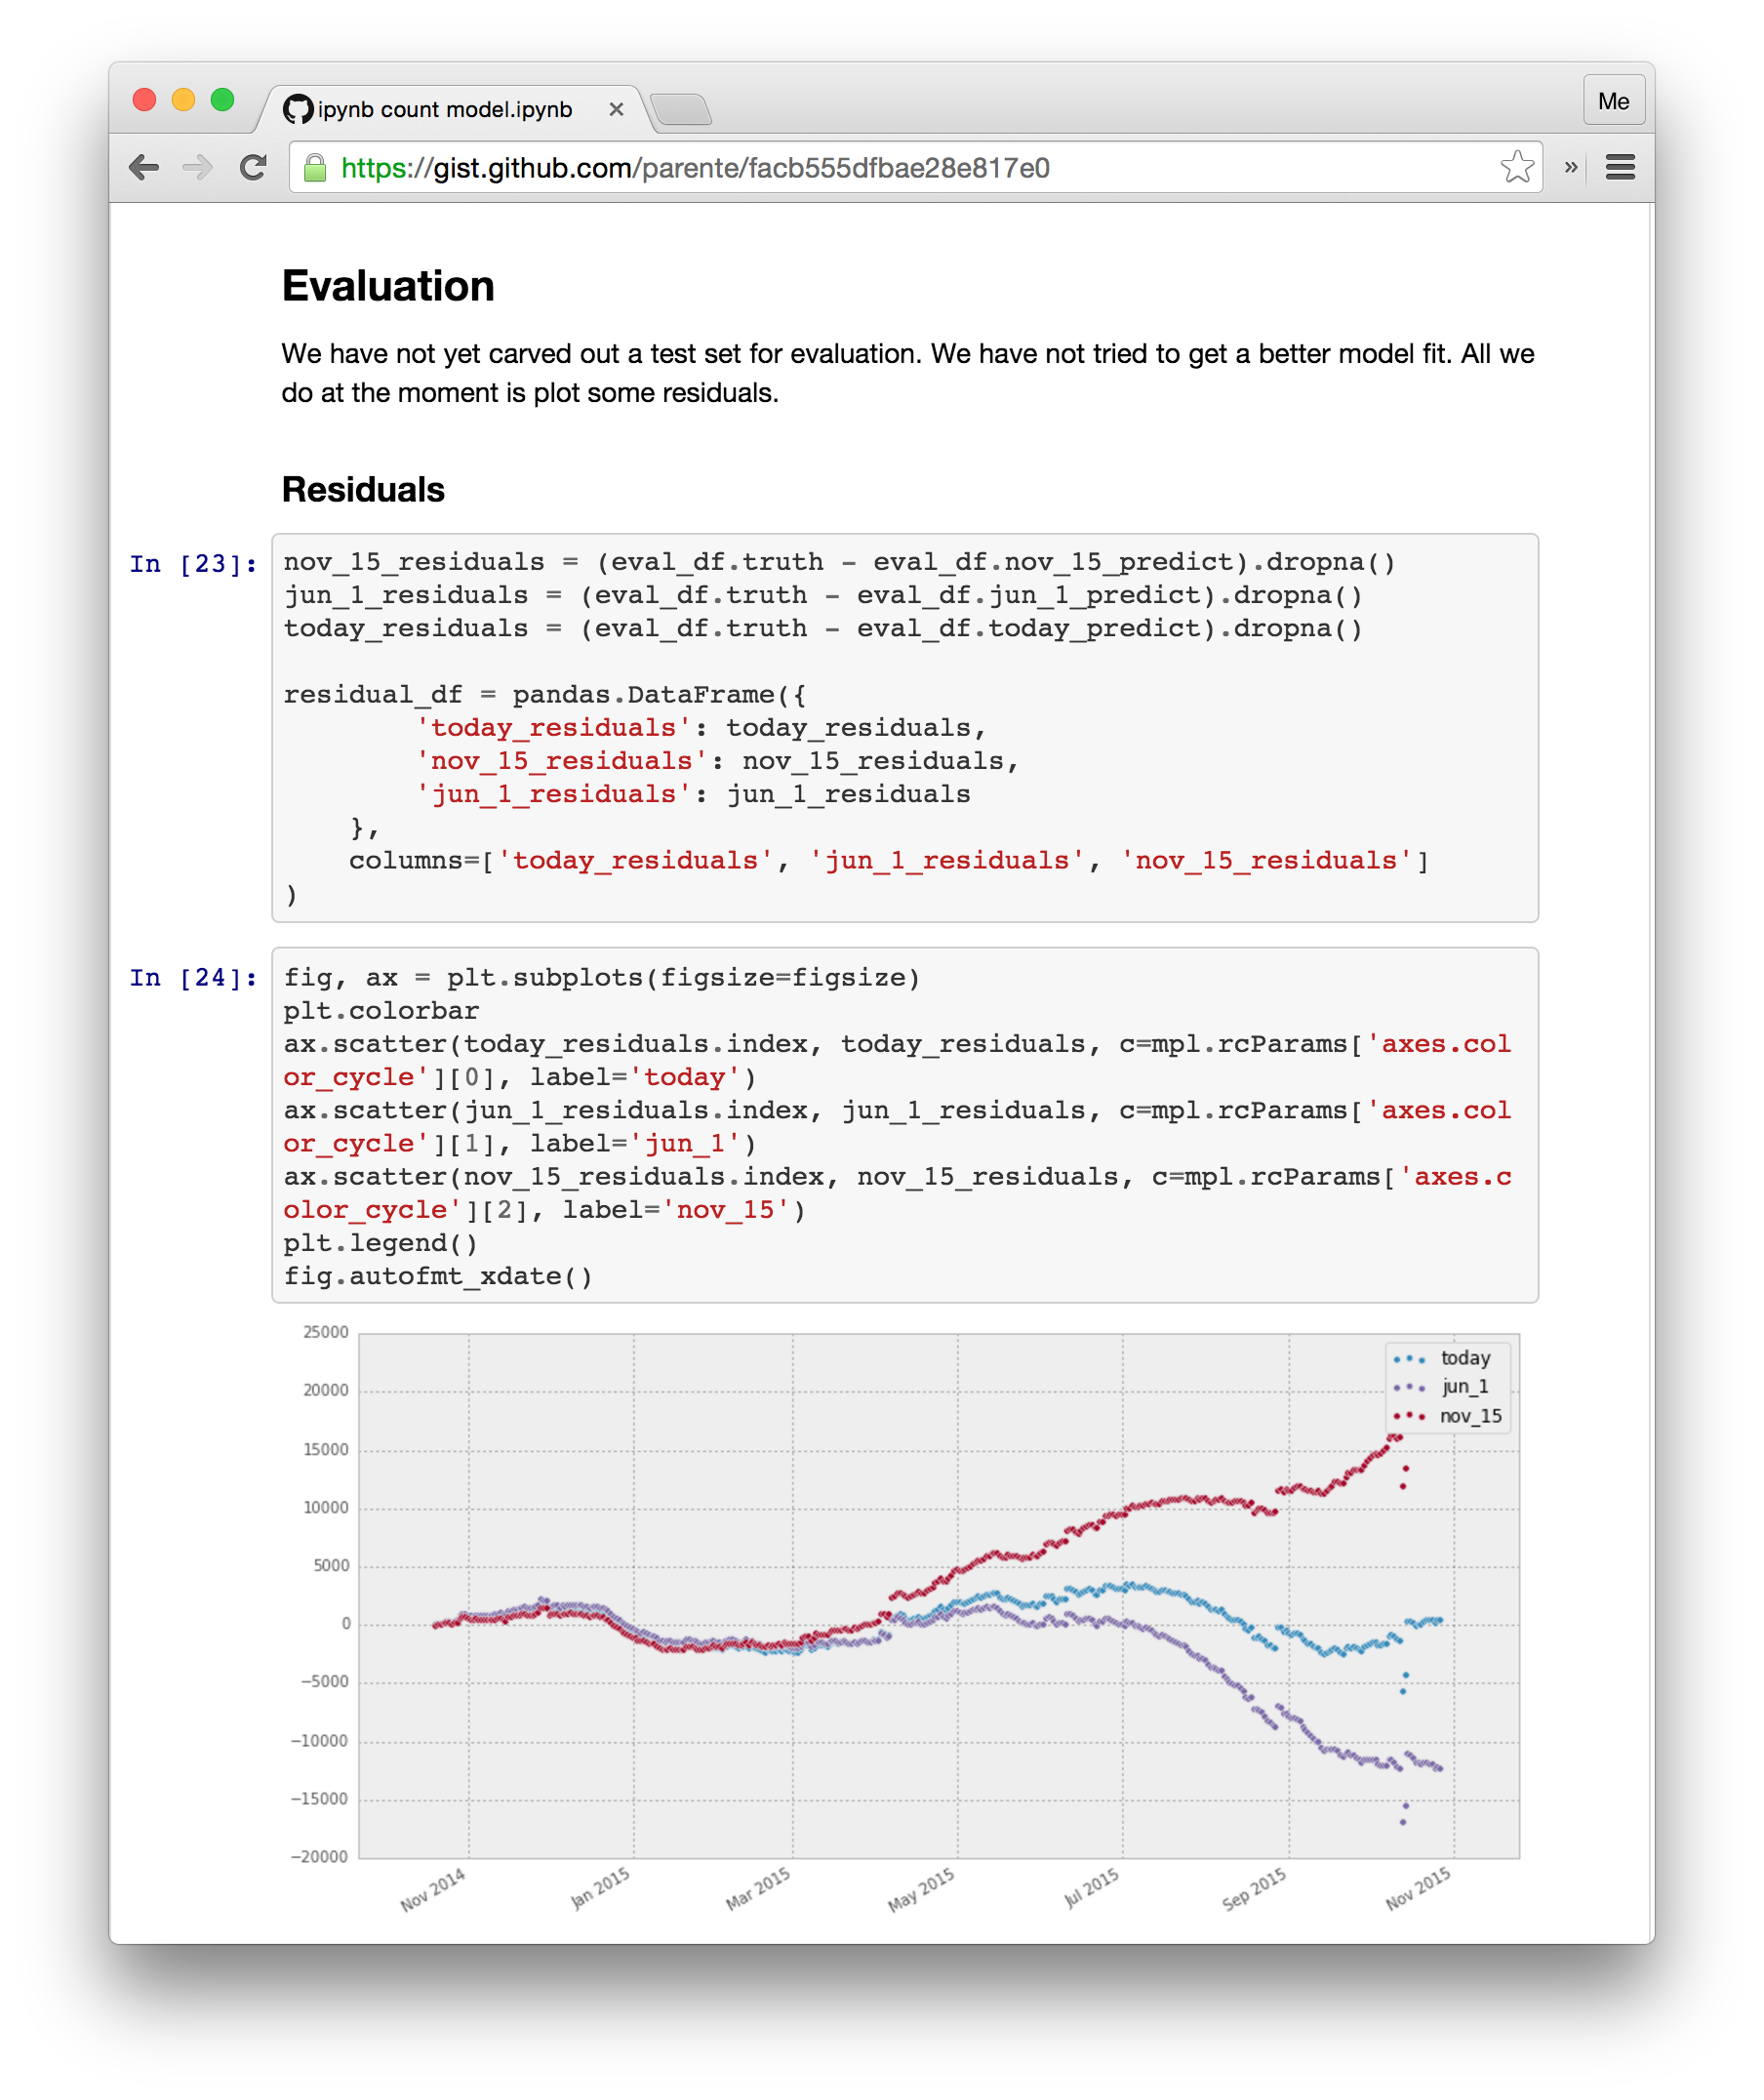 ipynb count model.ipynb
Me
https://gist.github.com/parente/facb555dfbae28e817e0
»
Evaluation
We have not yet carved out a test set for evaluation. We have not tried to get a better model fit. All we
do at the moment is plot some residuals.
Residuals
In [23]:
nov_15_residuals = (eval_df.truth - eval_df.nov_15_predict).dropna()
jun_1_residuals = (eval_df.truth - eval_df.jun_1_predict).dropna()
today_residuals = (eval_df.truth - eval_df.today_predict).dropna()
residual_df = pandas.DataFrame({
        'today_residuals': today_residuals,
        'nov_15_residuals': nov_15_residuals,
        'jun_1_residuals': jun_1_residuals
    },
    columns=['today_residuals', 'jun_1_residuals', 'nov_15_residuals']
)
In [24]:
fig, ax = plt.subplots(figsize=figsize)
plt.colorbar
ax.scatter(today_residuals.index, today_residuals, c=mpl.rcParams['axes.col
or_cycle'][0], label='today')
ax.scatter(jun_1_residuals.index, jun_1_residuals, c=mpl.rcParams['axes.col
or_cycle'][1], label='jun_1')
ax.scatter(nov_15_residuals.index, nov_15_residuals, c=mpl.rcParams['axes.c
olor_cycle'][2], label='nov_15')
plt.legend()
fig.autofmt_xdate()
25000
20000
15000
10000
5000
0
−5000
−10000
−15000
−20000
today
jun_1
nov_15
Nov 2014
Jan 2015
Mar 2015
May 2015
Jul 2015
Sep 2015
Nov 2015